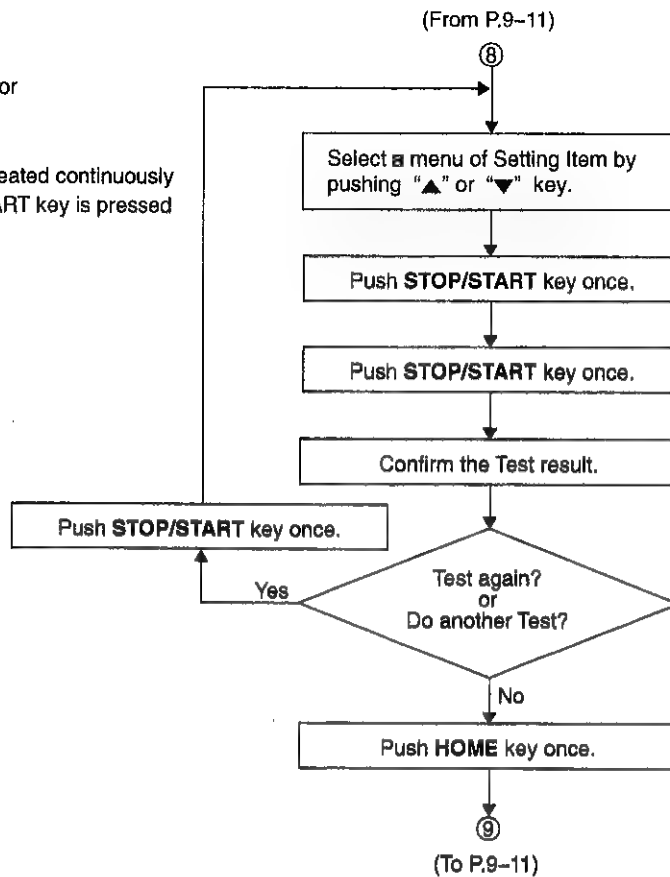 (From P.9–11)
⑧
or
eated continuously
ART key is pressed
Select a menu of Setting Item by
pushing "▲" or "▼" key.
Push STOP/START key once.
Push STOP/START key once.
Confirm the Test result.
Push STOP/START key once.
Yes
Test again?
or
Do another Test?
No
Push HOME key once.
⑨
(To P.9–11)